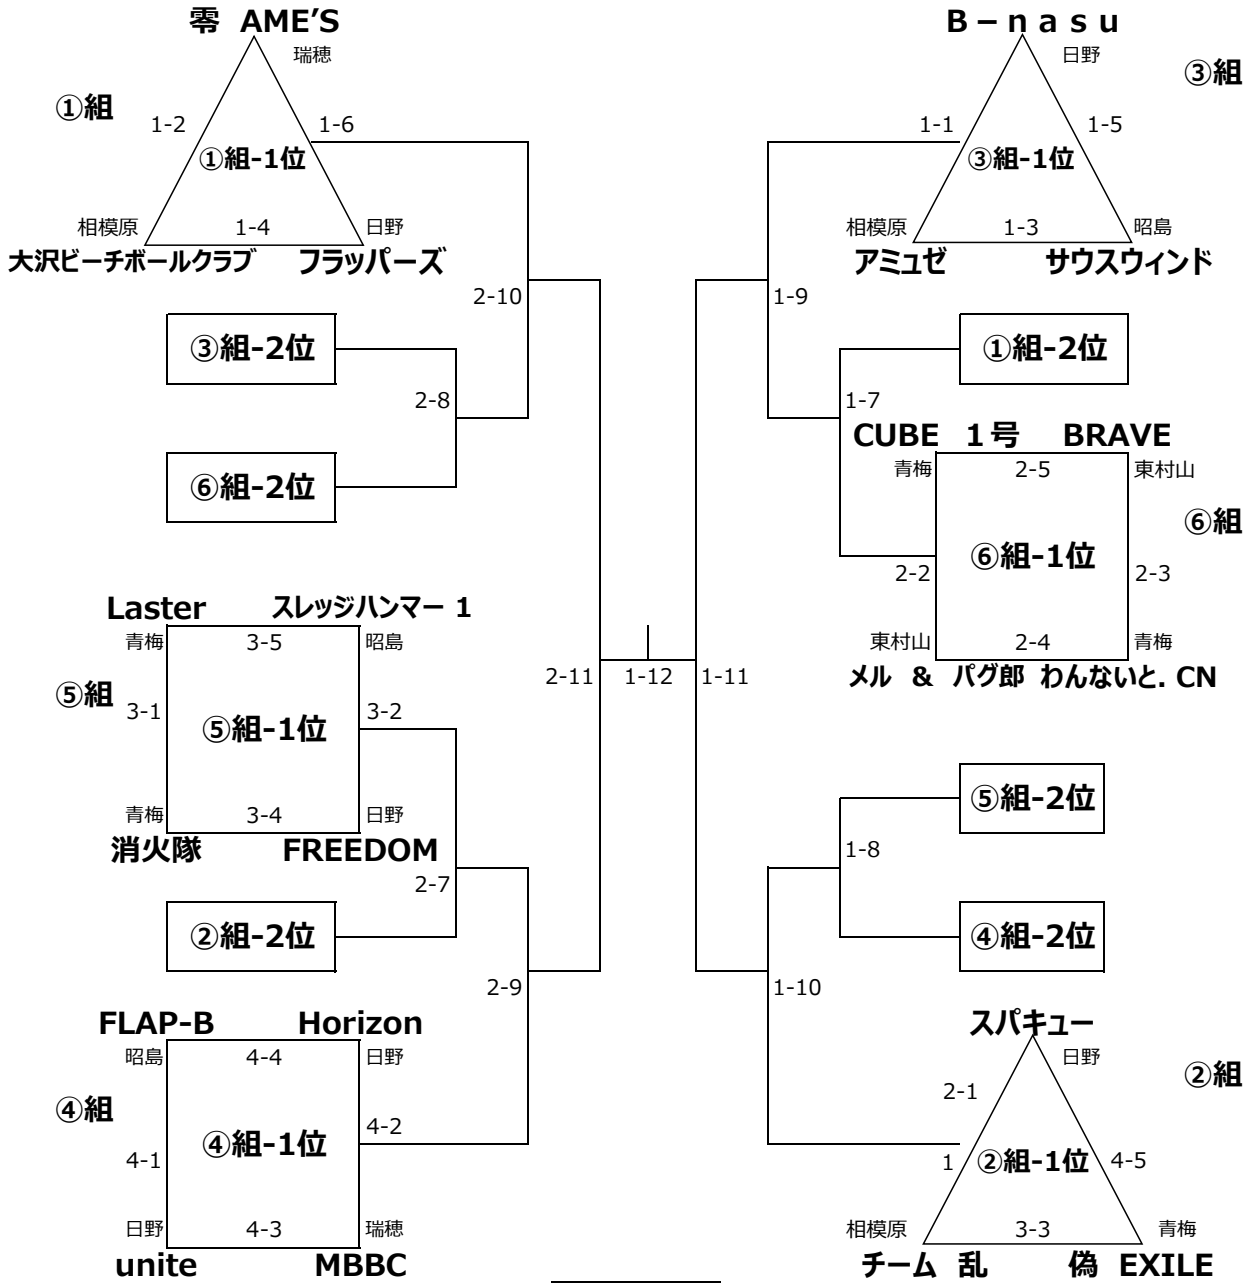 零 AME’S
瑞穂
①組
1-2
1-6
①組-1位
相模原
1-4
日野
大沢ビーチボールクラブ フラッパーズ
2-10
③組-2位
2-8
⑥組-2位
Laster スレッジハンマー 1
青梅
3-5
昭島
⑤組
3-1
⑤組-1位
3-2
青梅
3-4
日野
消火隊 FREEDOM
2-7
②組-2位
2-9
FLAP-B Horizon
昭島
4-4
日野
④組
4-1
④組-1位
4-2
日野
4-3
瑞穂
unite MBBC
2-11
1-12
1-11
B－nasu
日野
③組
1-1
1-5
③組-1位
相模原
1-3
昭島
アミュゼ サウスウィンド
1-9
①組-2位
1-7
CUBE 1号 BRAVE
青梅
2-5
東村山
⑥組
⑥組-1位
2-2
2-3
東村山
2-4
青梅
メル & パグ郎 わんないと. CN
⑤組-2位
1-8
④組-2位
1-10
スパキュー
日野
②組
2-1
1
②組-1位
4-5
相模原
3-3
青梅
チーム 乱 偽 EXILE